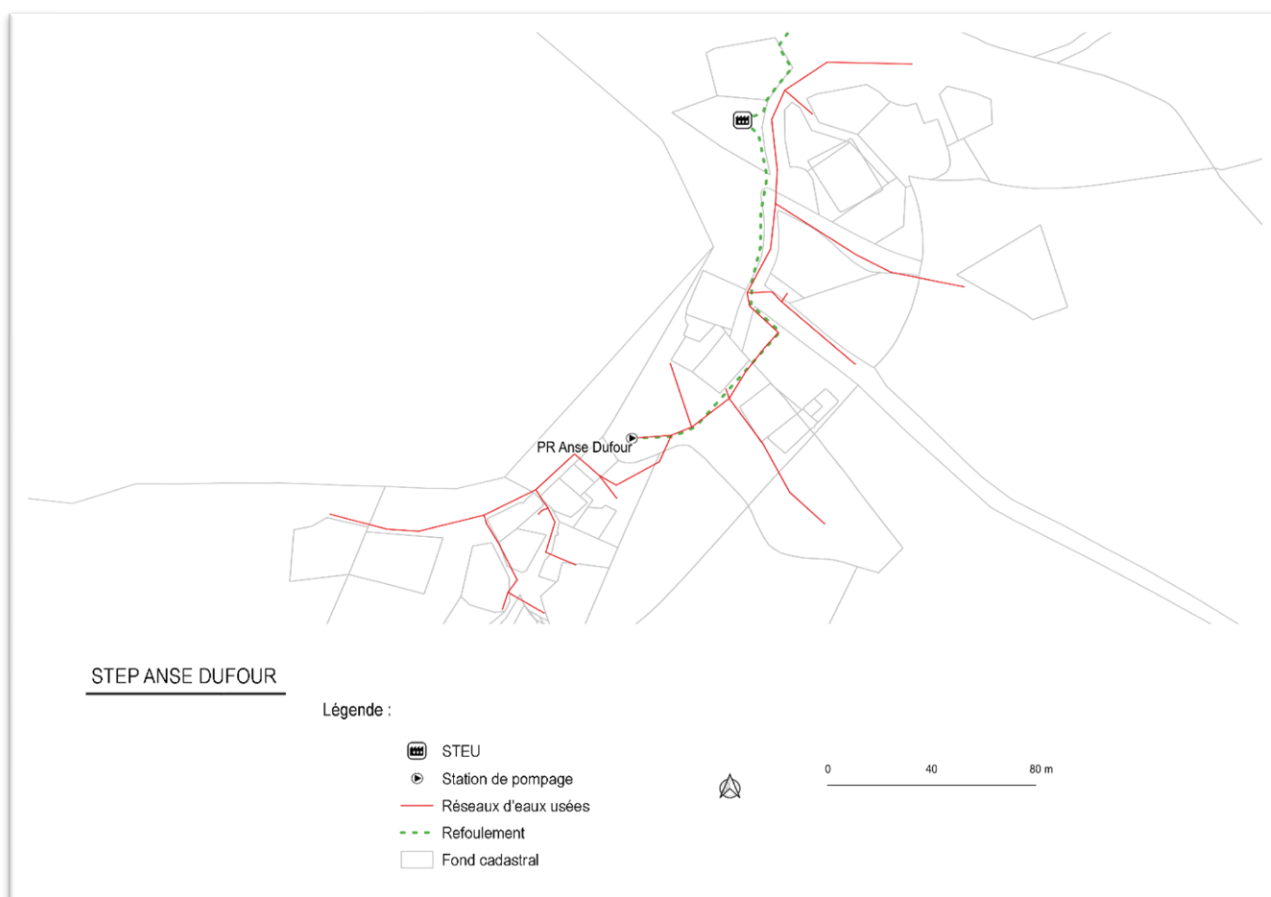 PR Anse Dufour
STEP ANSE DUFOUR
Légende :
STEU
Station de pompage
Réseaux d'eaux usées
Refoulement
Fond cadastral
0 40 80 m